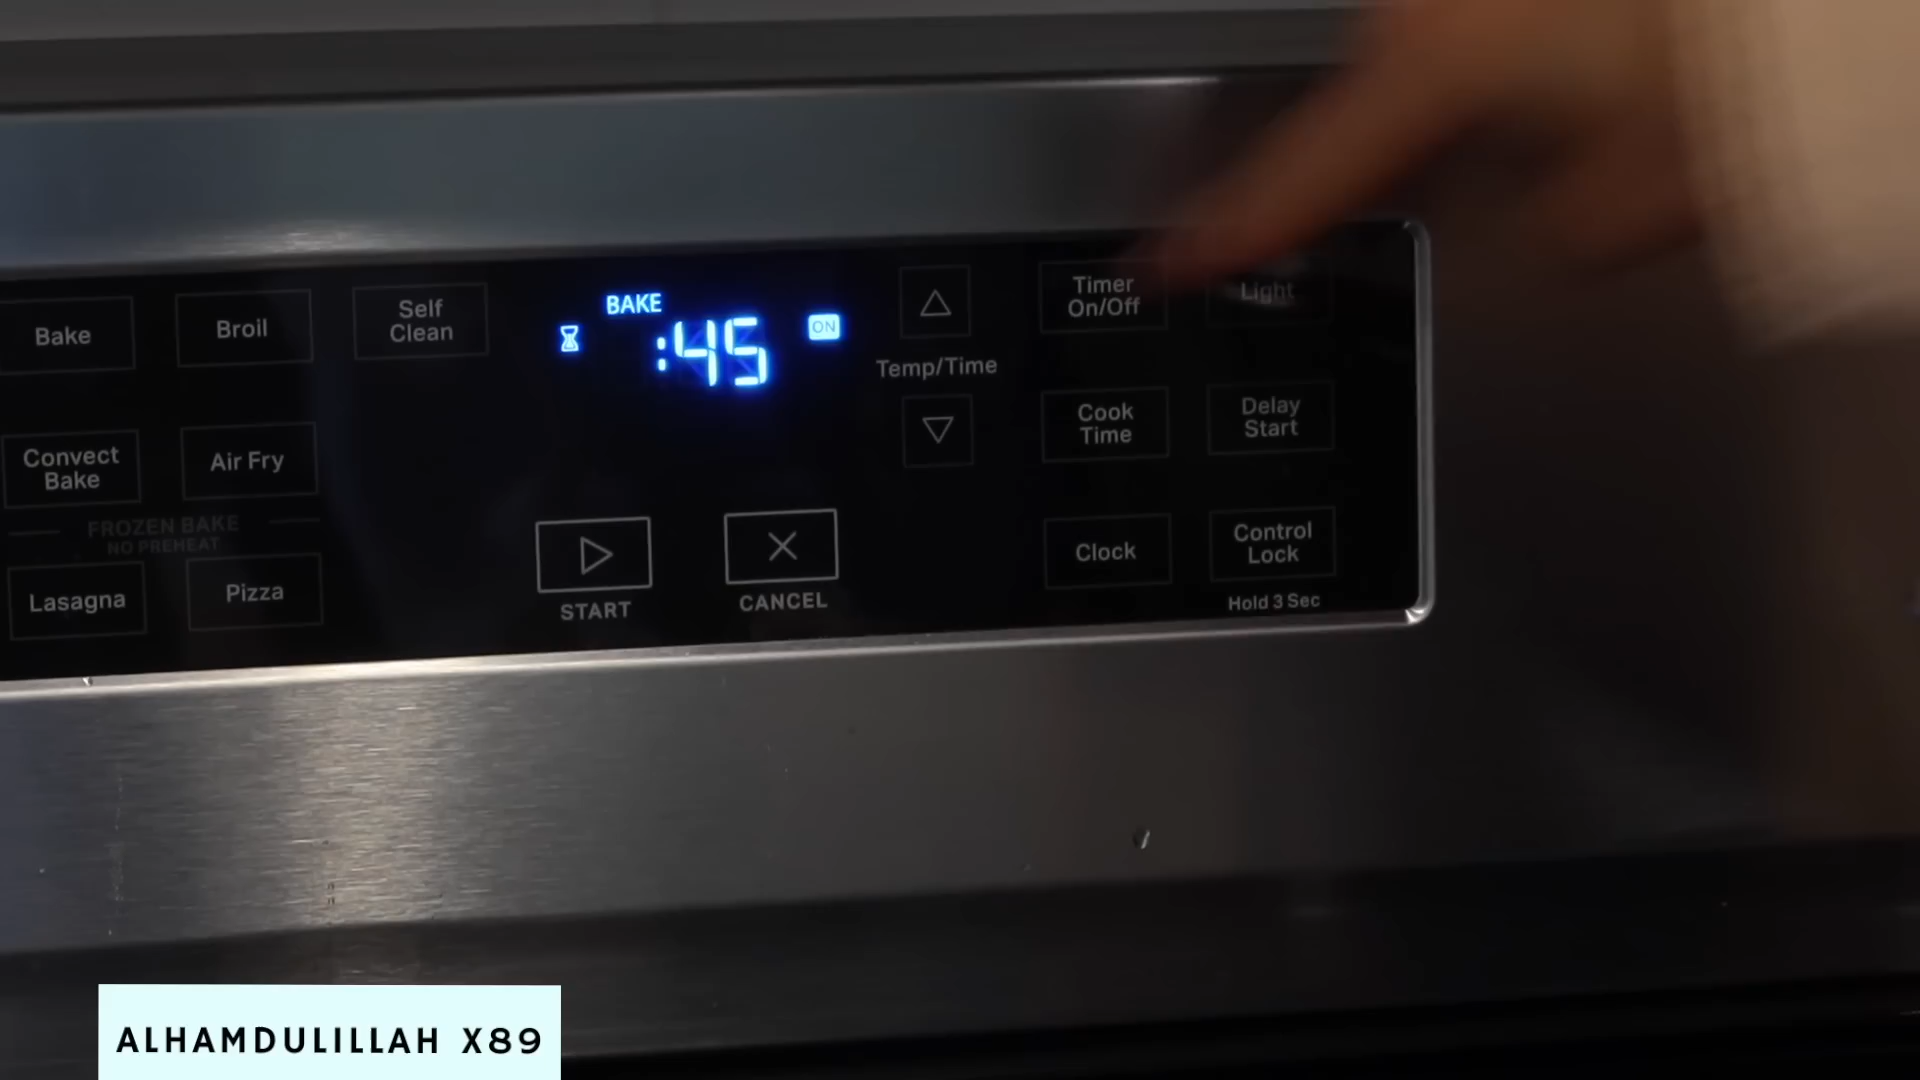 Bake
Broil
Self
Clean
BAKE
:45
ON
Temp/Time
Timer
On/Off
Light
Convect
Bake
Air Fry
Cook
Time
Delay
Start
FROZEN BAKE
NO PREHEAT
Lasagna
Pizza
START
CANCEL
Clock
Control
Lock
Hold 3 Sec
ALHAMDULILLAH X89